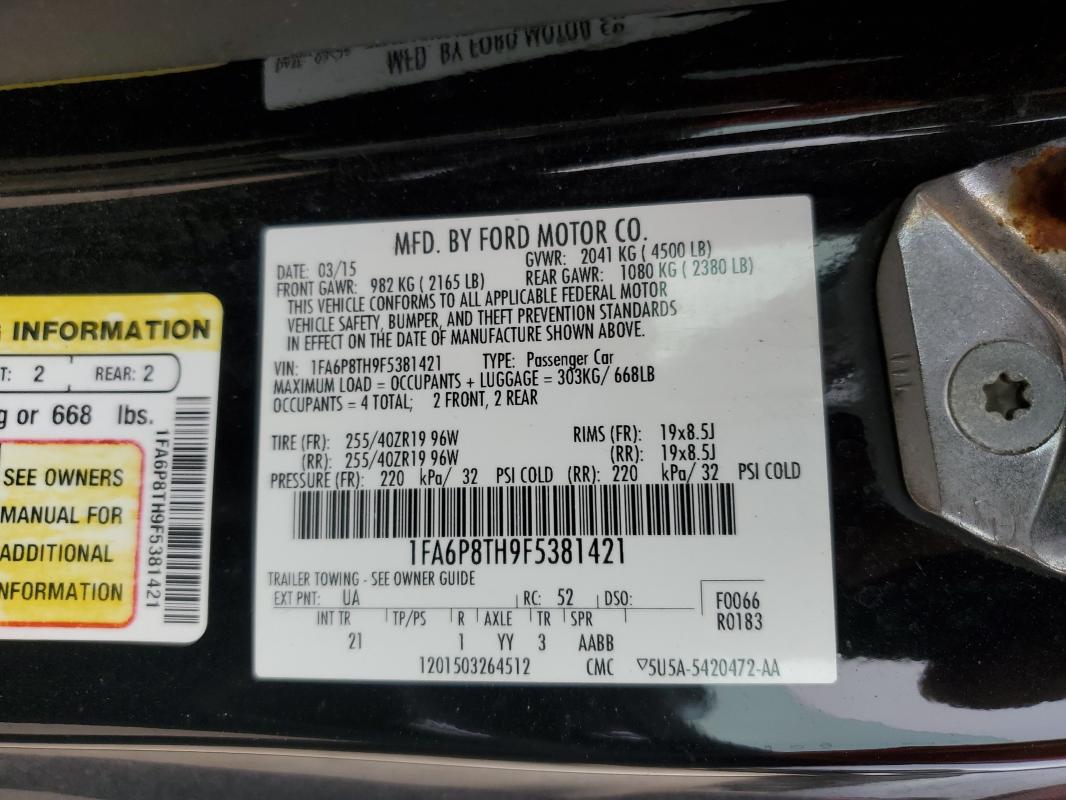 MFD. BY FORD MOTOR
MFD. BY FORD MOTOR CO.
DATE: 03/15 GVWR: 2041 KG ( 4500 LB)
FRONT GAWR: 982 KG ( 2165 LB) REAR GAWR: 1080 KG ( 2380 LB)
THIS VEHICLE CONFORMS TO ALL APPLICABLE FEDERAL MOTOR
VEHICLE SAFETY, BUMPER, AND THEFT PREVENTION STANDARDS
IN EFFECT ON THE DATE OF MANUFACTURE SHOWN ABOVE.
VIN: 1FA6P8TH9F5381421 TYPE: Passenger Car
MAXIMUM LOAD = OCCUPANTS + LUGGAGE = 303KG/ 668LB
OCCUPANTS = 4 TOTAL; 2 FRONT, 2 REAR
TIRE (FR): 255/40ZR19 96W RIMS (FR): 19x8.5J
(RR): 255/40ZR19 96W (RR): 19x8.5J
PRESSURE (FR): 220 kPa/ 32 PSI COLD (RR): 220 kPa/ 32 PSI COLD
1FA6P8TH9F5381421
TRAILER TOWING - SEE OWNER GUIDE
EXT PNT: UA RC: 52 DSO: F0066
INT TR TP/PS R AXLE TR SPR R0183
21 1 YY 3 AABB
1201503264512 CMC ▽5U5A-5420472-AA
INFORMATION
T: 2 REAR: 2
g or 668 lbs.
SEE OWNERS
MANUAL FOR
ADDITIONAL
INFORMATION
1FA6P8TH9F5381421